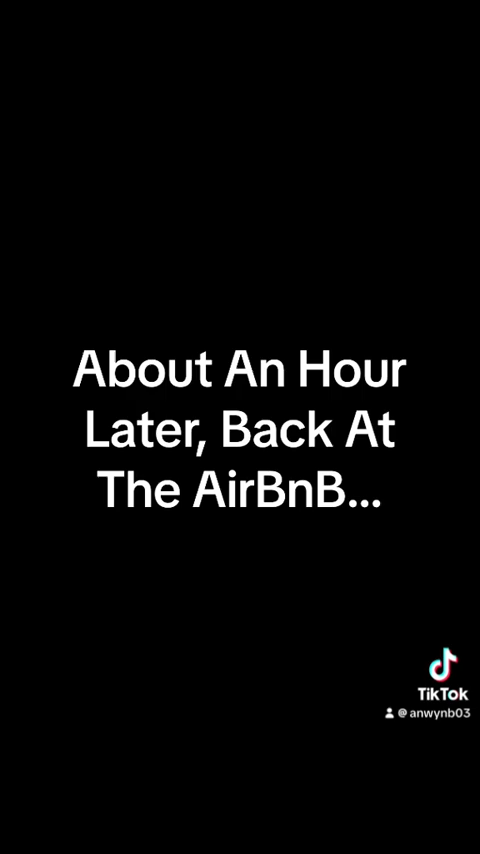 About An Hour
Later, Back At
The AirBnB...
TikTok
@anwynb03